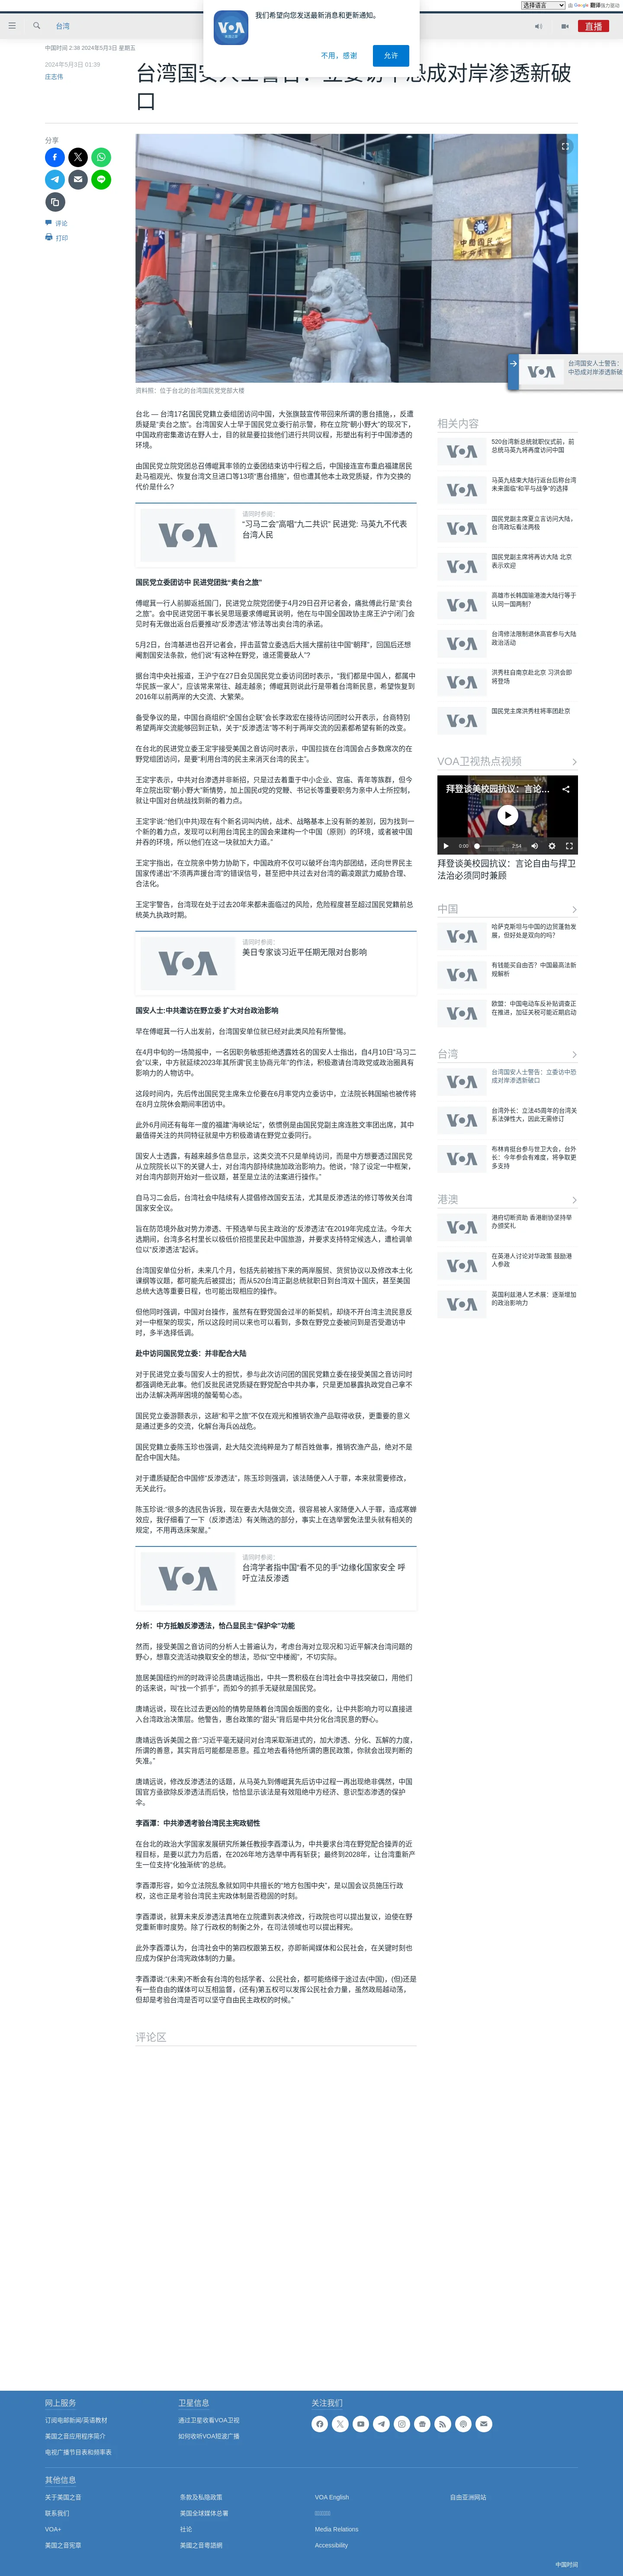 选择语言
由 Google 翻译强力驱动
我们希望向您发送最新消息和更新通知。
不用，感谢
允许
台湾
直播
中国时间 2:38 2024年5月3日 星期五
2024年5月3日 01:39
庄志伟
台湾国安人士警告：立委访中恐成对岸渗透新破
口
分享
评论
打印
资料照：位于台北的台湾国民党党部大楼
台湾国安人士警告：
中恐成对岸渗透新破
台北 — 台湾17名国民党籍立委组团访问中国，大张旗鼓宣传带回来所谓的惠台措施，，反遭
质疑是“卖台之旅”。台湾国安人士早于国民党立委行前示警，称在立院“朝小野大”的现况下，
中国政府密集邀访在野人士，目的就是要拉拢他们进行共同议程，形塑出有利于中国渗透的
环境。
由国民党立院党团总召傅崐萁率领的立委团结束访中行程之后，中国接连宣布重启福建居民
赴马祖观光、恢复台湾文旦进口等13项“惠台措施”，但也遭其他本土政党质疑，作为交换的
代价是什么?
请同时参阅：
“习马二会”高唱“九二共识” 民进党: 马英九不代表
台湾人民
国民党立委团访中 民进党团批“卖台之旅”
傅崐萁一行人前脚返抵国门，民进党立院党团便于4月29日召开记者会，痛批傅此行是“卖台
之旅”。会中民进党团干事长吴思瑶要求傅崐萁说明，他在与中国全国政协主席王沪宁闭门会
见时有无做出返台后要推动“反渗透法”修法等出卖台湾的承诺。
5月2日，台湾基进也召开记者会，抨击蓝营立委选后大摇大摆前往中国“朝拜”，回国后还想
阉割国安法条款，他们说“有这种在野党，谁还需要敌人”?
据台湾中央社报道，王沪宁在27日会见国民党立委访问团时表示，“我们都是中国人，都属中
华民族一家人”，应该常来常往、越走越亲；傅崐萁则说此行是带着台湾新民意，希望恢复到
2016年以前两岸的大交流、大繁荣。
备受争议的是，中国台商组织“全国台企联”会长李政宏在接待访问团时公开表示，台商特别
希望两岸交流能够回到正轨，关于“反渗透法”等不利于两岸交流的因素都希望有新的改变。
在台北的民进党立委王定宇接受美国之音访问时表示，中国拉拢在台湾国会占多数席次的在
野党组团访问，是要“利用台湾的民主来消灭台湾的民主”。
王定宇表示，中共对台渗透并非新招，只是过去着重于中小企业、宫庙、青年等族群，但今
年立院出现“朝小野大”新情势，加上国民d党的党鞭、书记长等重要职务为亲中人士所控制，
就让中国对台统战找到新的着力点。
王定宇说:“他们(中共)现在有个新名词叫内统，战术、战略基本上没有新的差别，因为找到一
个新的着力点，发现可以利用台湾民主的国会来建构一个中国（原则）的环境，或者被中国
并吞的环境，所以他们在这一块就加大力道。”
王定宇指出，在立院亲中势力协助下，中国政府不仅可以破坏台湾内部团结，还向世界民主
国家传递出“不须再声援台湾”的错误信号，甚至把中共过去对台湾的霸凌跟武力威胁合理、
合法化。
王定宇警告，台湾现在处于过去20年来都未面临过的风险，危险程度甚至超过国民党籍前总
统英九执政时期。
请同时参阅：
美日专家谈习近平任期无限对台影响
国安人士:中共邀访在野立委 扩大对台政治影响
早在傅崐萁一行人出发前，台湾国安单位就已经对此类风险有所警惕。
在4月中旬的一场简报中，一名因职务敏感拒绝透露姓名的国安人士指出，自4月10日“马习二
会”以来，中方就延续2023年其所谓“民主协商元年”的作法，积极邀请台湾政党或政治圈具有
影响力的人物访中。
这段时间内，先后传出国民党主席朱立伦要在6月率党内立委访中，立法院长韩国瑜也被传将
在8月立院休会期间率团访中。
此外6月间还有每年一度的福建“海峡论坛”，依惯例是由国民党副主席连胜文率团出席，其中
最值得关注的共同特征就是中方积极邀请在野党立委同行。
国安人士透露，有越来越多信息显示，这类交流不只是单纯访问，而是中方想要透过国民党
从立院院长以下的关键人士，对台湾内部持续施加政治影响力。他说，“除了设定一中框架，
对台湾内部则开始对一些议题，甚至是立法的法案进行操作。”
自马习二会后，台湾社会中陆续有人提倡修改国安五法，尤其是反渗透法的修订等攸关台湾
国家安全议。
旨在防范境外敌对势力渗透、干预选举与民主政治的“反渗透法”在2019年完成立法。今年大
选期间，台湾多名村里长以极低价招揽里民赴中国旅游，并要求支持特定候选人，遭检调单
位以“反渗透法”起诉。
台湾国安单位分析，未来几个月，包括先前被挡下来的两岸服贸、货贸协议以及修改本土化
课纲等议题，都可能先后被提出；而从520台湾正副总统就职日到台湾双十国庆，甚至美国
总统大选等重要日程，也可能出现相应的操作。
但他同时强调，中国对台操作，虽然有在野党国会过半的新契机，却绕不开台湾主流民意反
对一中框架的现实，所以这段时间以来也可以看到，多数在野党立委被问到是否受邀访中
时，多半选择低调。
赴中访问国民党立委：并非配合大陆
对于民进党立委与国安人士的担忧，参与此次访问团的国民党籍立委在接受美国之音访问时
都强调绝无此事。他们反批民进党质疑在野党配合中共办事，只是更加暴露执政党自己拿不
出办法解决两岸困境的酸葡萄心态。
国民党立委游颢表示，这趟“和平之旅”不仅在观光和推销农渔产品取得收获，更重要的意义
是通过更多的交流，化解台海兵凶战危。
国民党籍立委陈玉珍也强调，赴大陆交流纯粹是为了帮百姓做事，推销农渔产品，绝对不是
配合中国大陆。
对于遭质疑配合中国修“反渗透法”，陈玉珍则强调，该法随便入人于罪，本来就需要修改，
无关此行。
陈玉珍说:“很多的选民告诉我，现在要去大陆做交流，很容易被人家随便入人于罪，造成寒蝉
效应，我仔细看了一下（反渗透法）有关贿选的部分，事实上在选举罢免法里头就有相关的
规定，不用再迭床架屋。”
请同时参阅：
台湾学者指中国“看不见的手”边缘化国家安全 呼
吁立法反渗透
分析：中方抵触反渗透法，恰凸显民主“保护伞”功能
然而，接受美国之音访问的分析人士普遍认为，考虑台海对立现况和习近平解决台湾问题的
野心，想靠交流活动换取安全的想法，恐似“空中楼阁”，不切实际。
旅居美国纽约州的时政评论员唐靖远指出，中共一贯积极在台湾社会中寻找突破口，用他们
的话来说，叫“找一个抓手”，而如今的抓手无疑就是国民党。
唐靖远说，现在比过去更凶险的情势是随着台湾国会版图的变化，让中共影响力可以直接进
入台湾政治决策层。他警告，惠台政策的“甜头”背后是中共分化台湾民意的野心。
唐靖远告诉美国之音:“习近平毫无疑问对台湾采取渐进式的，加大渗透、分化、瓦解的力度，
所谓的善意，其实背后可能都是恶意。孤立地去看待他所谓的惠民政策，你就会出现判断的
失准。”
唐靖远说，修改反渗透法的话题，从马英九到傅崐萁先后访中过程一再出现绝非偶然，中国
国官方亟欲除反渗透法而后快，恰恰显示该法是有效阻绝中方经济、意识型态渗透的保护
伞。
李酉潭：中共渗透考验台湾民主宪政韧性
在台北的政治大学国家发展研究所兼任教授李酉潭认为，中共要求台湾在野党配合操弄的近
程目标，是要以武力为后盾，在2026年地方选举中再有斩获；最终到2028年，让台湾重新产
生一位支持“化独渐统”的总统。
李酉潭形容，如今立法院乱象就如同中共擅长的“地方包围中央”，是以国会议员胁压行政
权，这也正是考验台湾民主宪政体制是否稳固的时刻。
李酉潭说，就算未来反渗透法真地在立院遭到表决修改，行政院也可以提出复议，迫使在野
党重新审时度势。除了行政权的制衡之外，在司法领域也可以提出释宪。
此外李酉潭认为，台湾社会中的第四权跟第五权，亦即新闻媒体和公民社会，在关键时刻也
应成为保护台湾宪政体制的力量。
李酉潭说:“(未来)不断会有台湾的包括学者、公民社会，都可能络绎于途过去(中国)，(但)还是
有一些自由的媒体可以互相监督，(还有)第五权可以发挥公民社会力量，虽然政局越动荡，
但却是考验台湾是否可以坚守自由民主政权的时候。”
评论区
相关内容
520台湾新总统就职仪式前，前
总统马英九将再度访问中国
马英九结束大陆行返台后称台湾
未来面临“和平与战争”的选择
国民党副主席夏立言访问大陆，
台湾政坛看法两极
国民党副主席将再访大陆 北京
表示欢迎
高雄市长韩国瑜港澳大陆行等于
认同一国两制？
台湾修法限制退休高官参与大陆
政治活动
洪秀柱自南京赴北京 习洪会即
将登场
国民党主席洪秀柱将率团赴京
VOA卫视热点视频
拜登谈美校园抗议：言论…
0:00
2:54
拜登谈美校园抗议：言论自由与捍卫
法治必须同时兼顾
中国
哈萨克斯坦与中国的边贸蓬勃发
展，但好处是双向的吗？
有钱能买自由否？中国最高法新
规解析
欧盟：中国电动车反补贴调查正
在推进，加征关税可能近期启动
台湾
台湾国安人士警告：立委访中恐
成对岸渗透新破口
台湾外长：立法45周年的台湾关
系法弹性大，因此无需修订
布林肯挺台参与世卫大会，台外
长：今年参会有难度，将争取更
多支持
港澳
港府切断资助 香港剧协坚持举
办颁奖礼
在英港人讨论对华政策 鼓励港
人参政
英国利兹港人艺术展：逐渐增加
的政治影响力
网上服务
订阅电邮新闻/英语教材
美国之音应用程序简介
电视广播节目表和频率表
卫星信息
通过卫星收看VOA卫视
如何收听VOA短波广播
关注我们
其他信息
关于美国之音
联系我们
VOA+
美国之音宪章
条款及私隐政策
美国全球媒体总署
社论
美國之音粵語網
VOA English
Media Relations
Accessibility
自由亚洲网站
中国时间